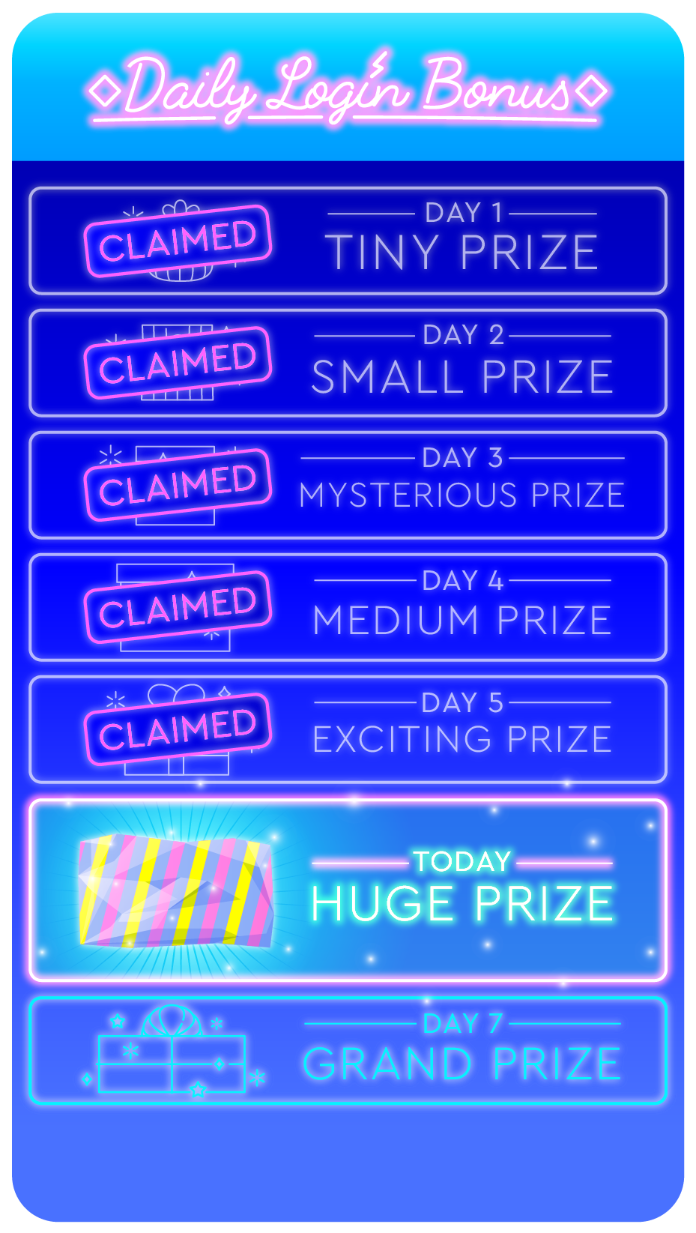 Daily Login Bonus
CLAIMED
DAY 1
TINY PRIZE
CLAIMED
DAY 2
SMALL PRIZE
CLAIMED
DAY 3
MYSTERIOUS PRIZE
CLAIMED
DAY 4
MEDIUM PRIZE
CLAIMED
DAY 5
EXCITING PRIZE
TODAY
HUGE PRIZE
DAY 7
GRAND PRIZE